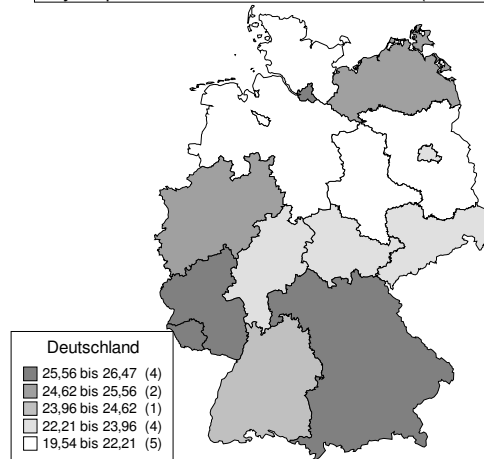 Deutschland
25,56 bis 26,47 (4)
24,62 bis 25,56 (2)
23,96 bis 24,62 (1)
22,21 bis 23,96 (4)
19,54 bis 22,21 (5)